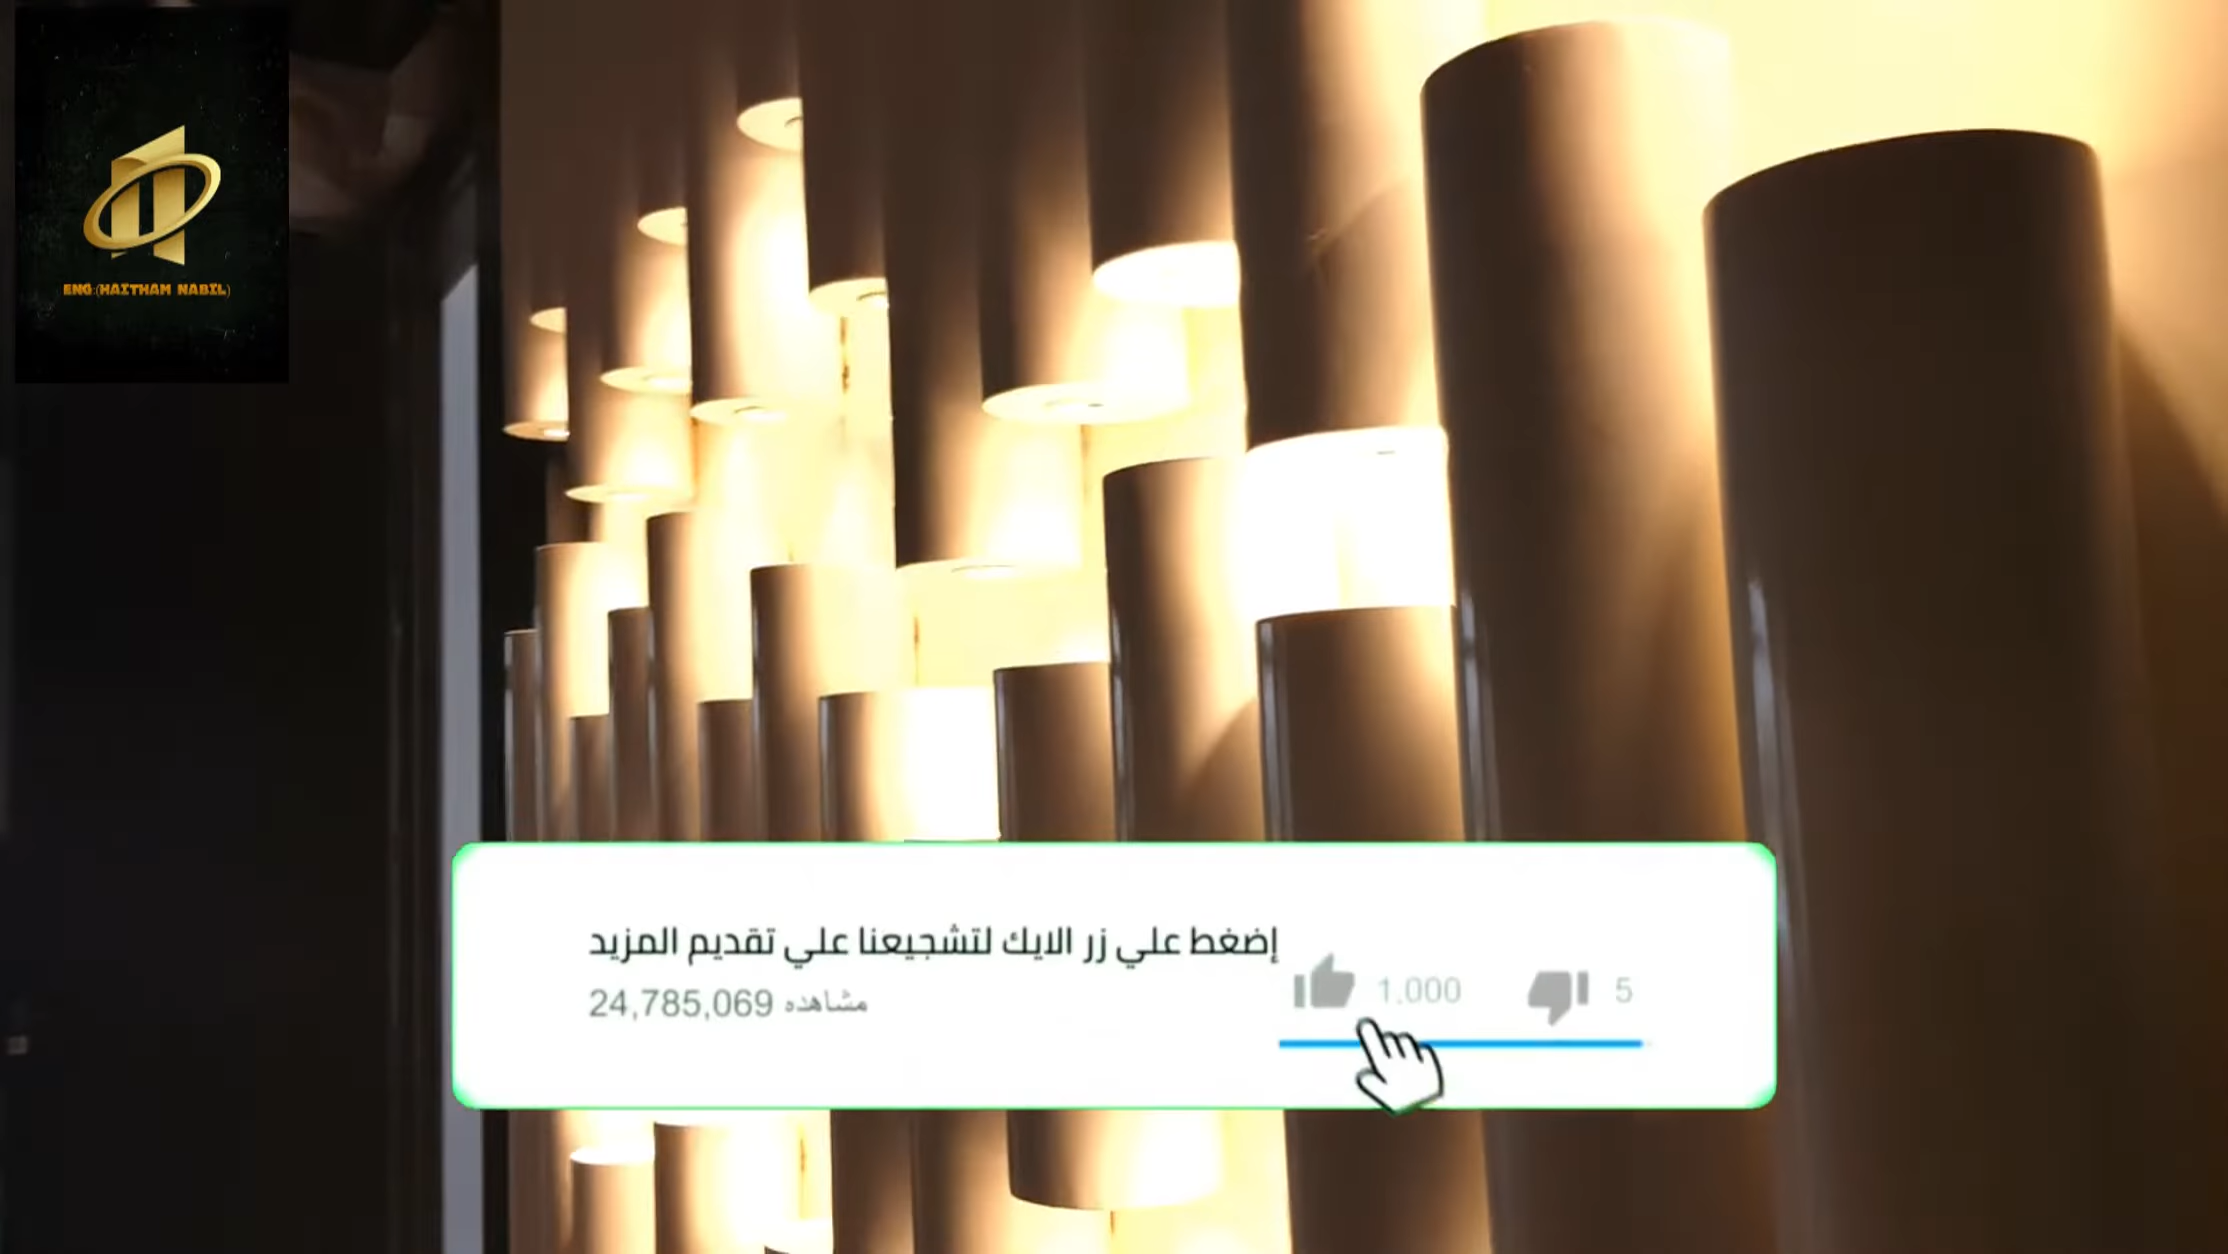 ENG:(HAITHAM NABIL)
إضغط علي زر الايك لتشجيعنا علي تقديم المزيد
24,785,069 مشاهده
1.000
5